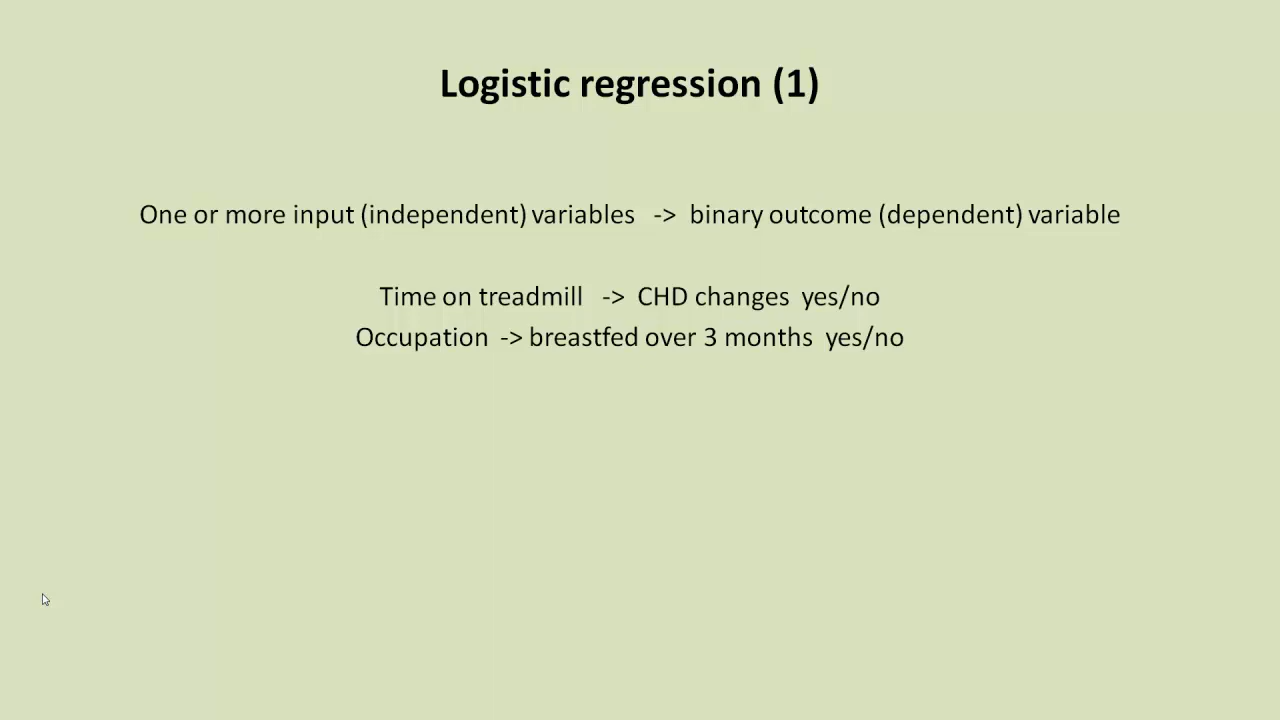 Logistic regression (1)
One or more input (independent) variables -> binary outcome (dependent) variable
Time on treadmill -> CHD changes yes/no
Occupation -> breastfed over 3 months yes/no